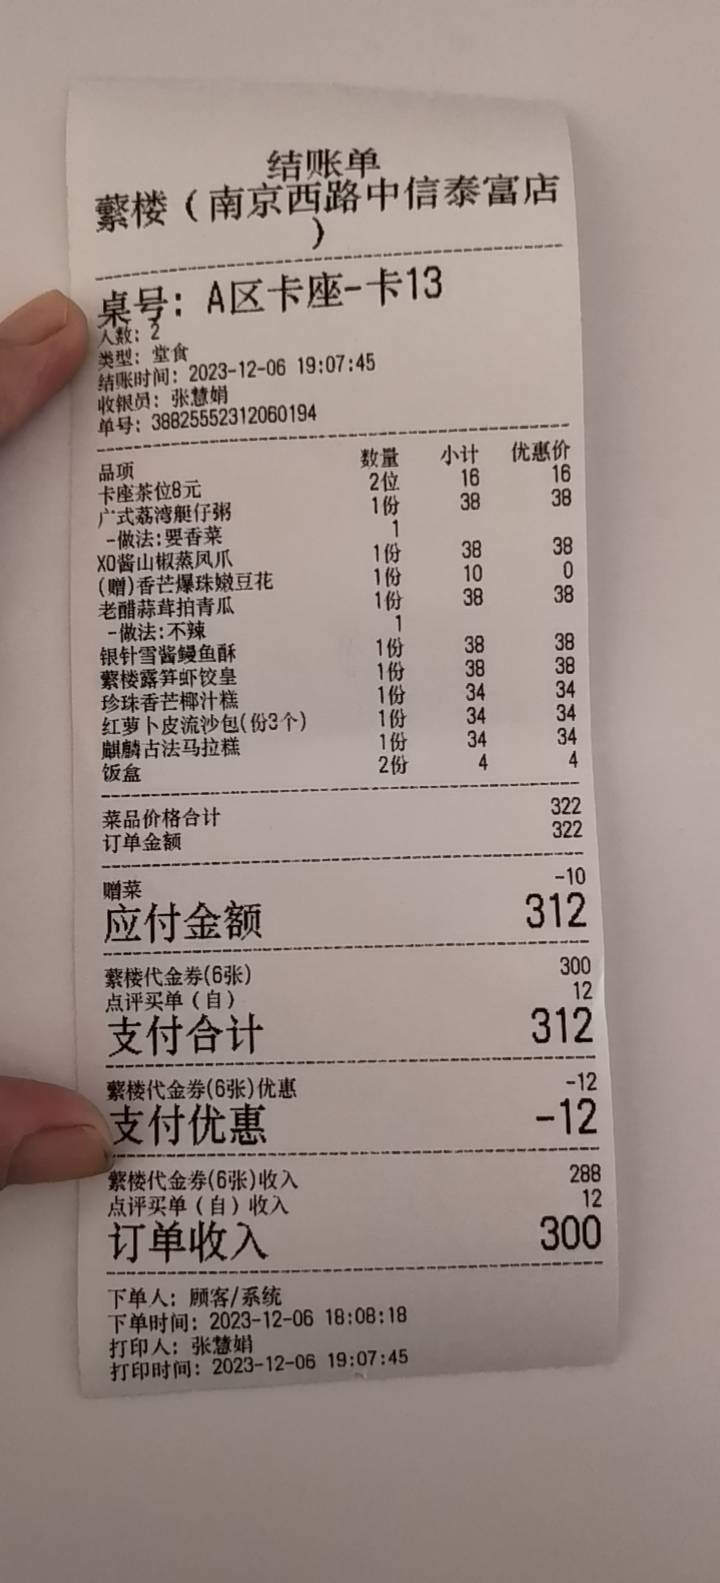 结账单
蘩楼（南京西路中信泰富店
）
桌号: A区卡座-卡13
人数: 2
类型: 堂食
结账时间: 2023-12-06 19:07:45
收银员: 张慧娟
单号: 38825552312060194
品项 数量 小计 优惠价
卡座茶位8元 2位 16 16
广式荔湾艇仔粥 1份 38 38
-做法:要香菜 1
XO酱山椒蒸凤爪 1份 38 38
(赠)香芒爆珠嫩豆花 1份 10 0
老醋蒜茸拍青瓜 1份 38 38
-做法:不辣 1
银针雪酱鳗鱼酥 1份 38 38
蘩楼露笋虾饺皇 1份 38 38
珍珠香芒椰汁糕 1份 34 34
红萝卜皮流沙包(份3个) 1份 34 34
麒麟古法马拉糕 1份 34 34
饭盒 2份 4 4
菜品价格合计 322
订单金额 322
赠菜 -10
应付金额 312
蘩楼代金券(6张) 300
点评买单（自） 12
支付合计 312
蘩楼代金券(6张)优惠 -12
支付优惠 -12
蘩楼代金券(6张)收入 288
点评买单（自）收入 12
订单收入 300
下单人: 顾客/系统
下单时间: 2023-12-06 18:08:18
打印人: 张慧娟
打印时间: 2023-12-06 19:07:45